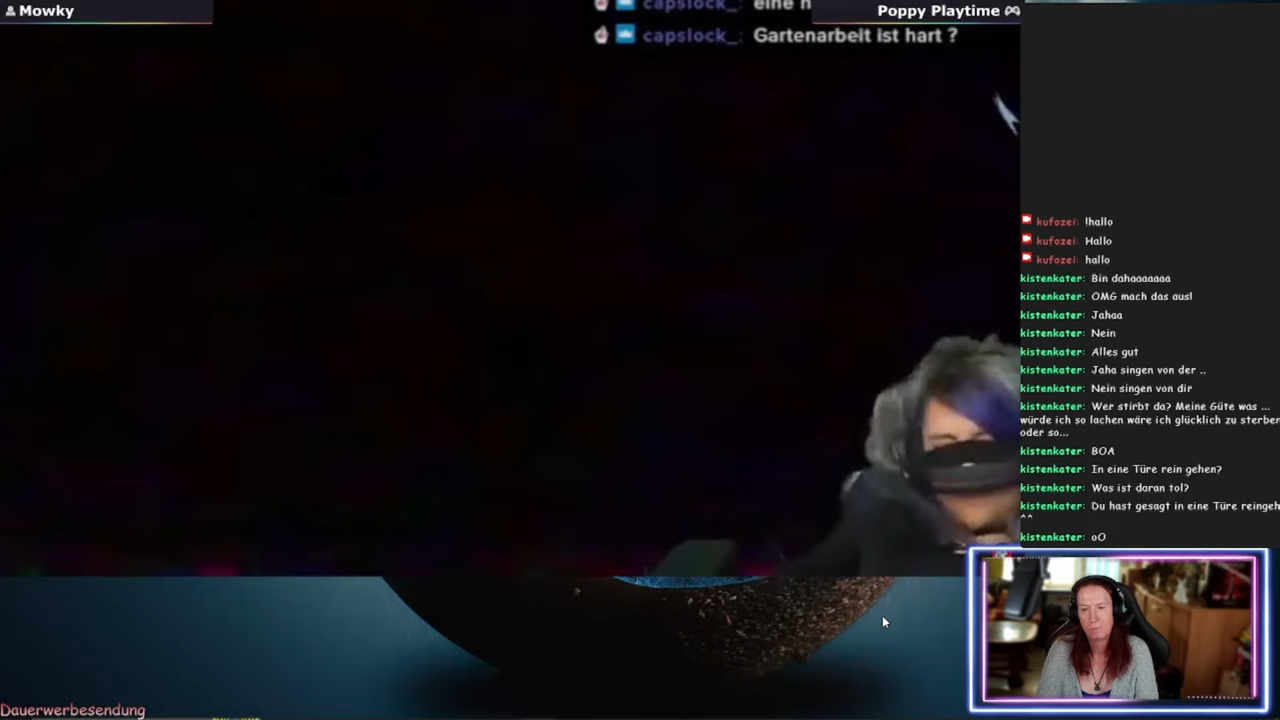 Mowky
Poppy Playtime
capslock_: eine
capslock_: Gartenarbeit ist hart ?
kufozei: !hallo
kufozei: Hallo
kufozei: hallo
kistenkater: Bin dahaaaaaaa
kistenkater: OMG mach das aus!
kistenkater: Jahaa
kistenkater: Nein
kistenkater: Alles gut
kistenkater: Jaha singen von der ..
kistenkater: Nein singen von dir
kistenkater: Wer stirbt da? Meine Güte was ...
würde ich so lachen wäre ich glücklich zu sterben
oder so...
kistenkater: BOA
kistenkater: In eine Türe rein gehen?
kistenkater: Was ist daran tol?
kistenkater: Du hast gesagt in eine Türe reingeh
^^
kistenkater: oO
Dauerwerbesendung